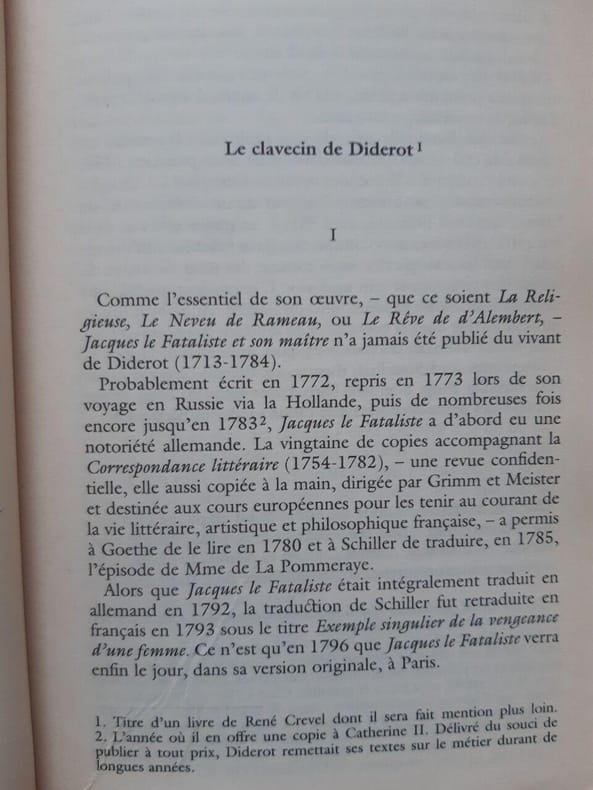 Le clavecin de Diderot¹
I
Comme l'essentiel de son œuvre, – que ce soient La Reli-
gieuse, Le Neveu de Rameau, ou Le Rêve de d'Alembert, –
Jacques le Fataliste et son maître n'a jamais été publié du vivant
de Diderot (1713-1784).
Probablement écrit en 1772, repris en 1773 lors de son
voyage en Russie via la Hollande, puis de nombreuses fois
encore jusqu'en 1783², Jacques le Fataliste a d'abord eu une
notoriété allemande. La vingtaine de copies accompagnant la
Correspondance littéraire (1754-1782), – une revue confiden-
tielle, elle aussi copiée à la main, dirigée par Grimm et Meister
et destinée aux cours européennes pour les tenir au courant de
la vie littéraire, artistique et philosophique française, – a permis
à Goethe de le lire en 1780 et à Schiller de traduire, en 1785,
l'épisode de Mme de La Pommeraye.
Alors que Jacques le Fataliste était intégralement traduit en
allemand en 1792, la traduction de Schiller fut retraduite en
français en 1793 sous le titre Exemple singulier de la vengeance
d'une femme. Ce n'est qu'en 1796 que Jacques le Fataliste verra
enfin le jour, dans sa version originale, à Paris.
1. Titre d'un livre de René Crevel dont il sera fait mention plus loin.
2. L'année où il en offre une copie à Catherine II. Délivré du souci de
publier à tout prix, Diderot remettait ses textes sur le métier durant de
longues années.